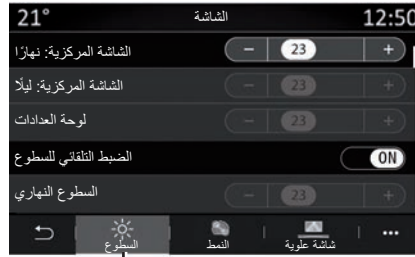 21° الشاشة 12:50
الشاشة المركزية: نهارًا - 23 +
الشاشة المركزية: ليلًا - 23 +
لوحة العدادات - 23 +
الضبط التلقائي للسطوع ON
السطوع النهاري - 23 +
السطوع النمط شاشة علوية